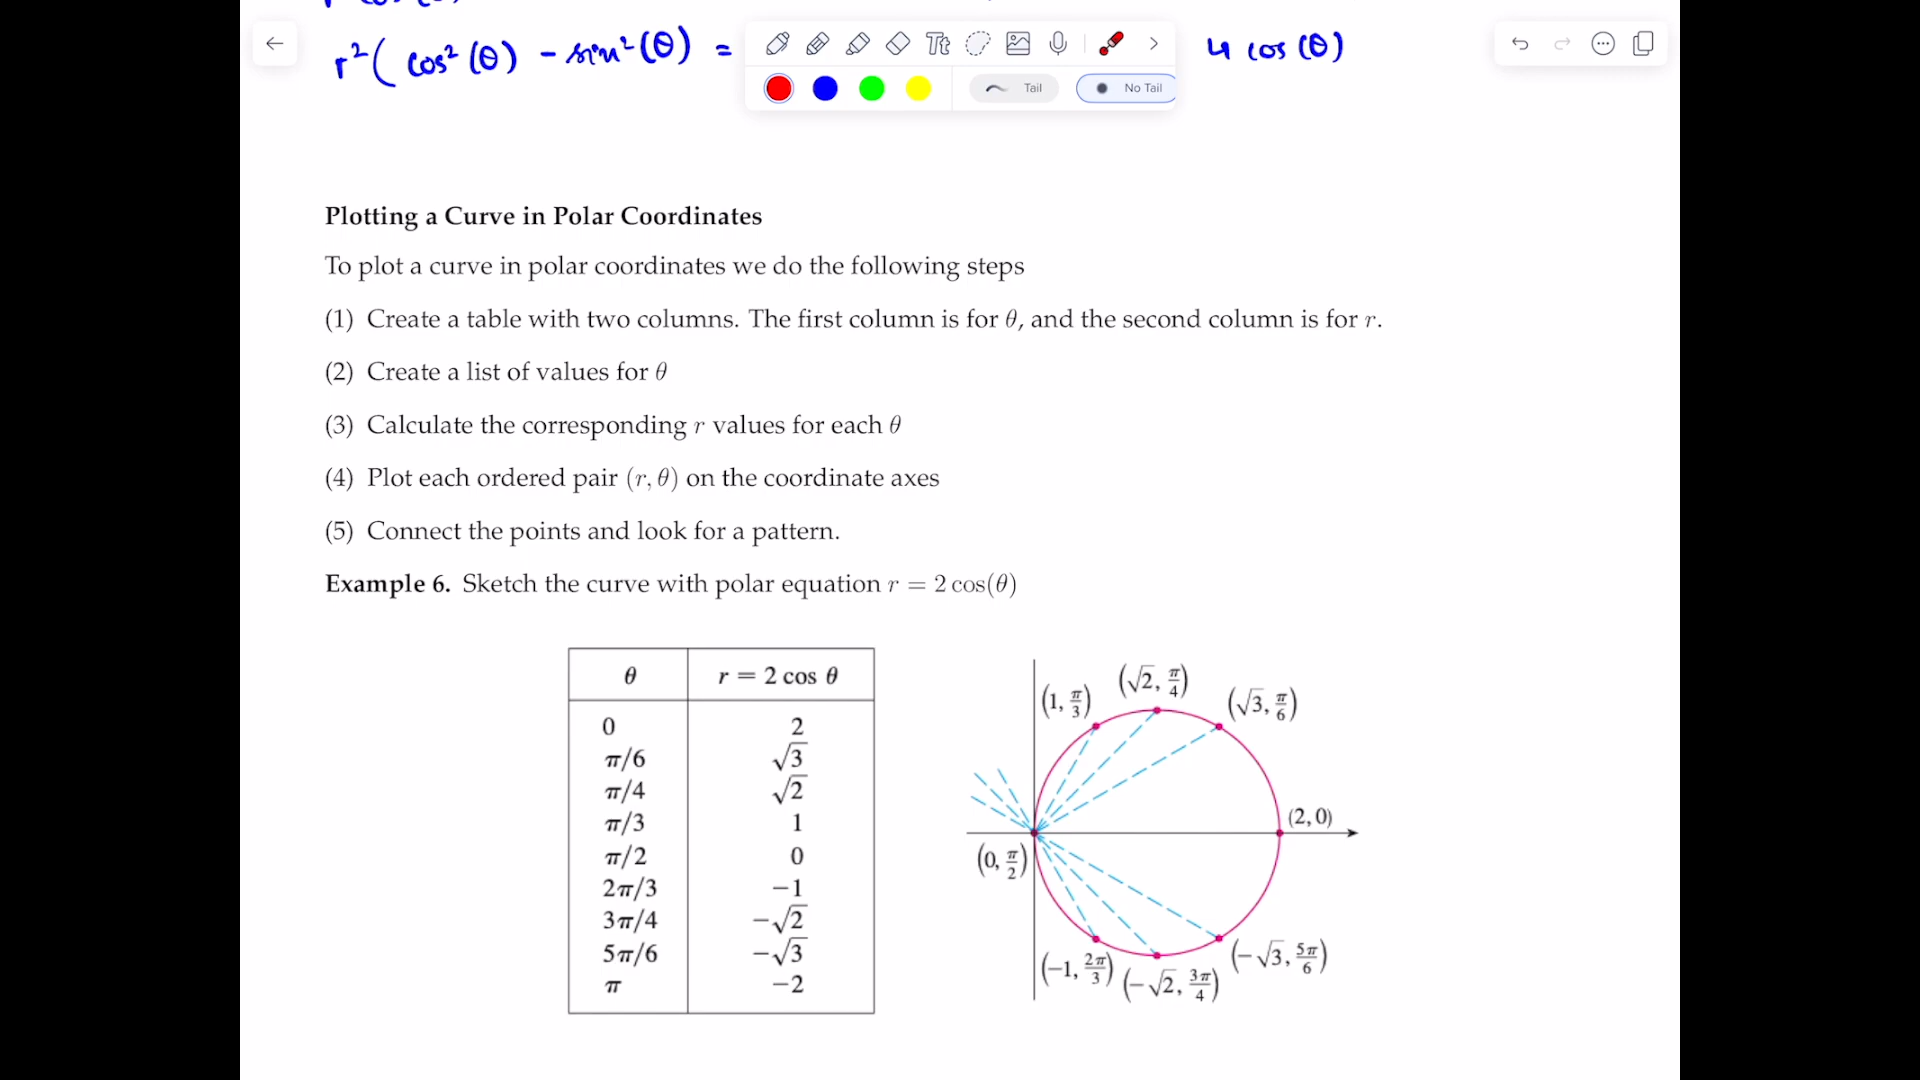 r²( cos² (θ) - sin² (θ) = 4 cos (θ)
Tt
Tail No Tail
Plotting a Curve in Polar Coordinates
To plot a curve in polar coordinates we do the following steps
(1) Create a table with two columns. The first column is for θ, and the second column is for r.
(2) Create a list of values for θ
(3) Calculate the corresponding r values for each θ
(4) Plot each ordered pair (r, θ) on the coordinate axes
(5) Connect the points and look for a pattern.
Example 6. Sketch the curve with polar equation r = 2 cos(θ)
θ r = 2 cos θ
0 2
π/6 √3
π/4 √2
π/3 1
π/2 0
2π/3 −1
3π/4 −√2
5π/6 −√3
π −2
(1, π/3)
(√2, π/4)
(√3, π/6)
(2, 0)
(0, π/2)
(−1, 2π/3)
(−√2, 3π/4)
(−√3, 5π/6)